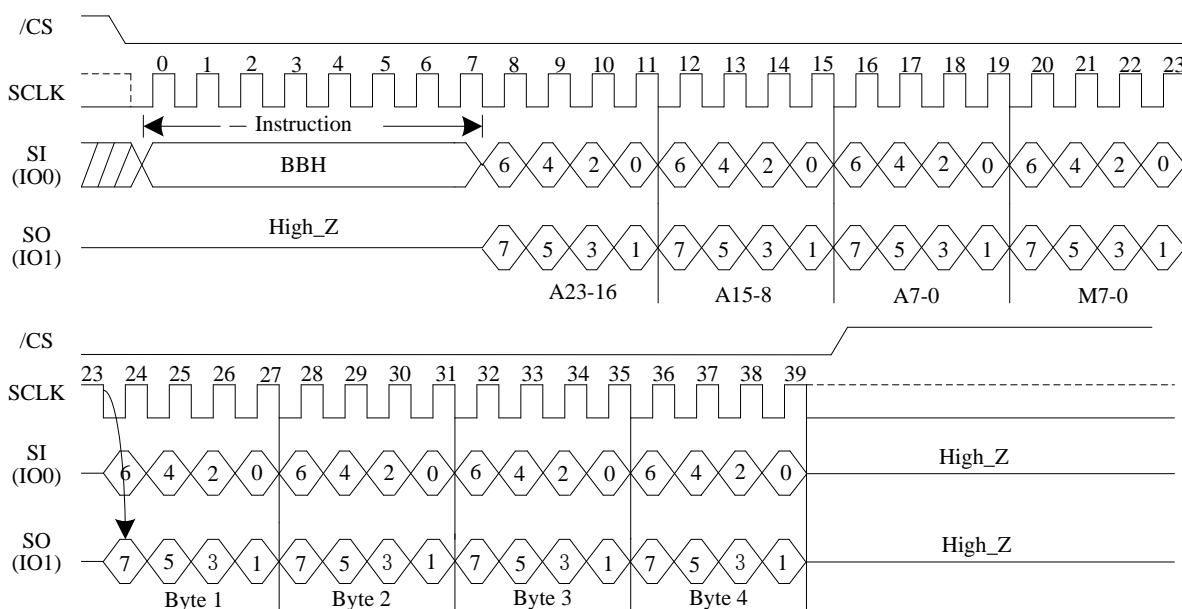 /CS
0 1 2 3 4 5 6 7 8 9 10 11 12 13 14 15 16 17 18 19 20 21 22 23
SCLK
Instruction
SI
(IO0)
BBH
6 4 2 0 6 4 2 0 6 4 2 0 6 4 2 0
High_Z
SO
(IO1)
7 5 3 1 7 5 3 1 7 5 3 1 7 5 3 1
A23-16 A15-8 A7-0 M7-0
/CS
23 24 25 26 27 28 29 30 31 32 33 34 35 36 37 38 39
SCLK
SI
(IO0)
6 4 2 0 6 4 2 0 6 4 2 0 6 4 2 0
High_Z
SO
(IO1)
7 5 3 1 7 5 3 1 7 5 3 1 7 5 3 1
High_Z
Byte 1 Byte 2 Byte 3 Byte 4